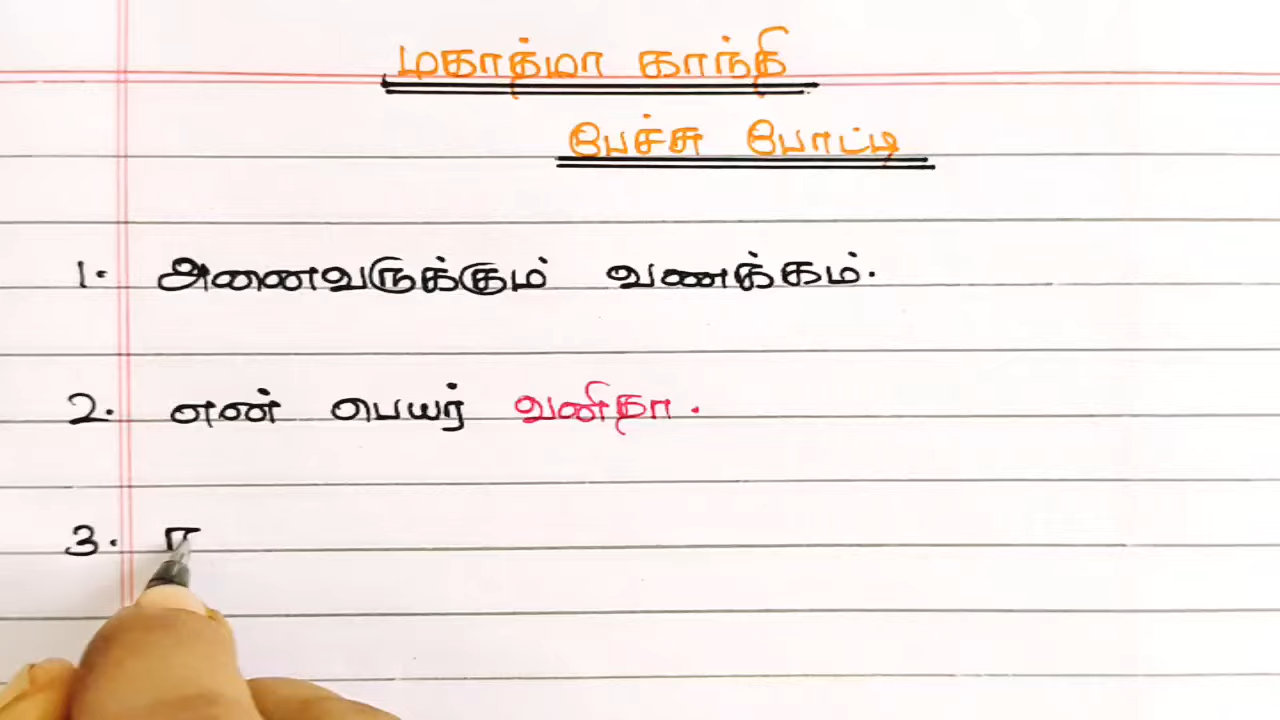 மகாத்மா காந்தி
பேச்சு போட்டி
1. அனைவருக்கும் வணக்கம்.
2. என் பெயர் வனிதா.
3.